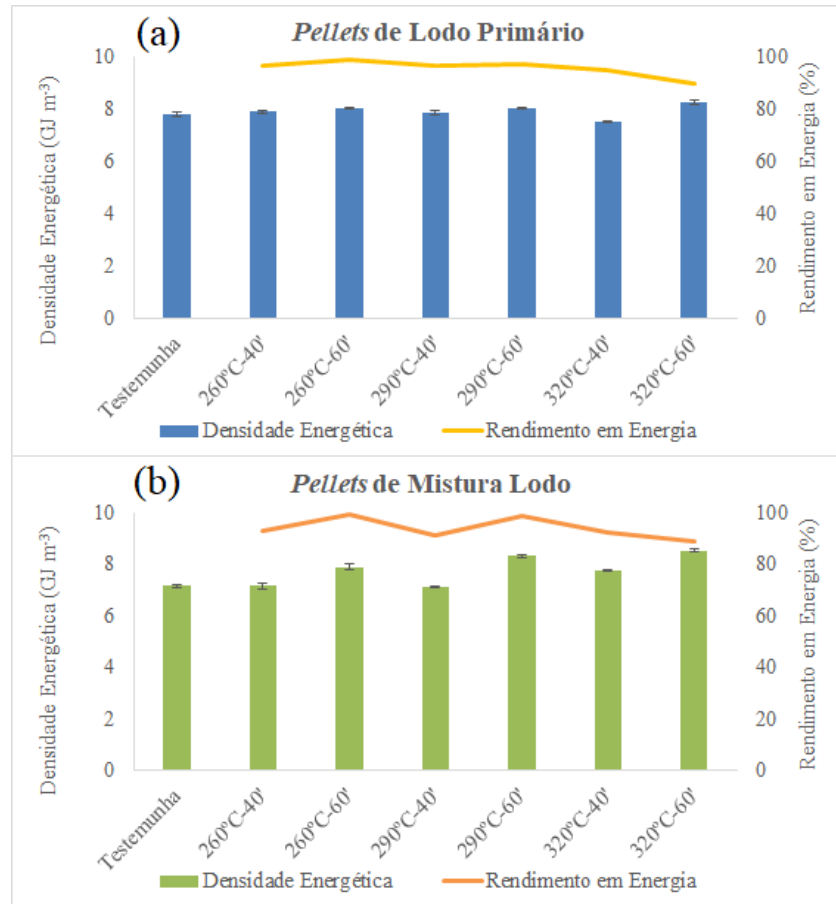 (a)
Pellets de Lodo Primário
Densidade Energética (GJ m⁻³)
10
8
6
4
2
0
100
80
60
40
20
0
Rendimento em Energia (%)
Testemunha
260ºC-40'
260ºC-60'
290ºC-40'
290ºC-60'
320ºC-40'
320ºC-60'
Densidade Energética
Rendimento em Energia
(b)
Pellets de Mistura Lodo
Densidade Energética (GJ m⁻³)
10
8
6
4
2
0
100
80
60
40
20
0
Rendimento em Energia (%)
Testemunha
260ºC-40'
260ºC-60'
290ºC-40'
290ºC-60'
320ºC-40'
320ºC-60'
Densidade Energética
Rendimento em Energia